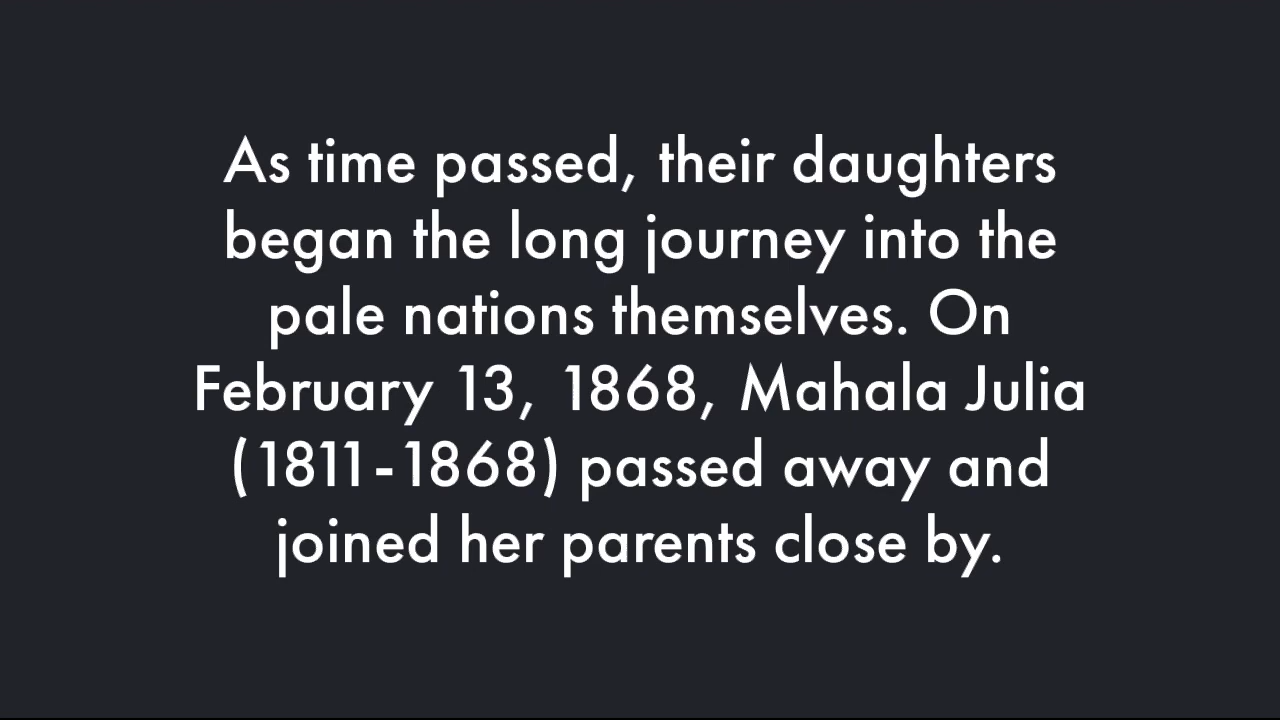 As time passed, their daughters
began the long journey into the
pale nations themselves. On
February 13, 1868, Mahala Julia
(1811-1868) passed away and
joined her parents close by.